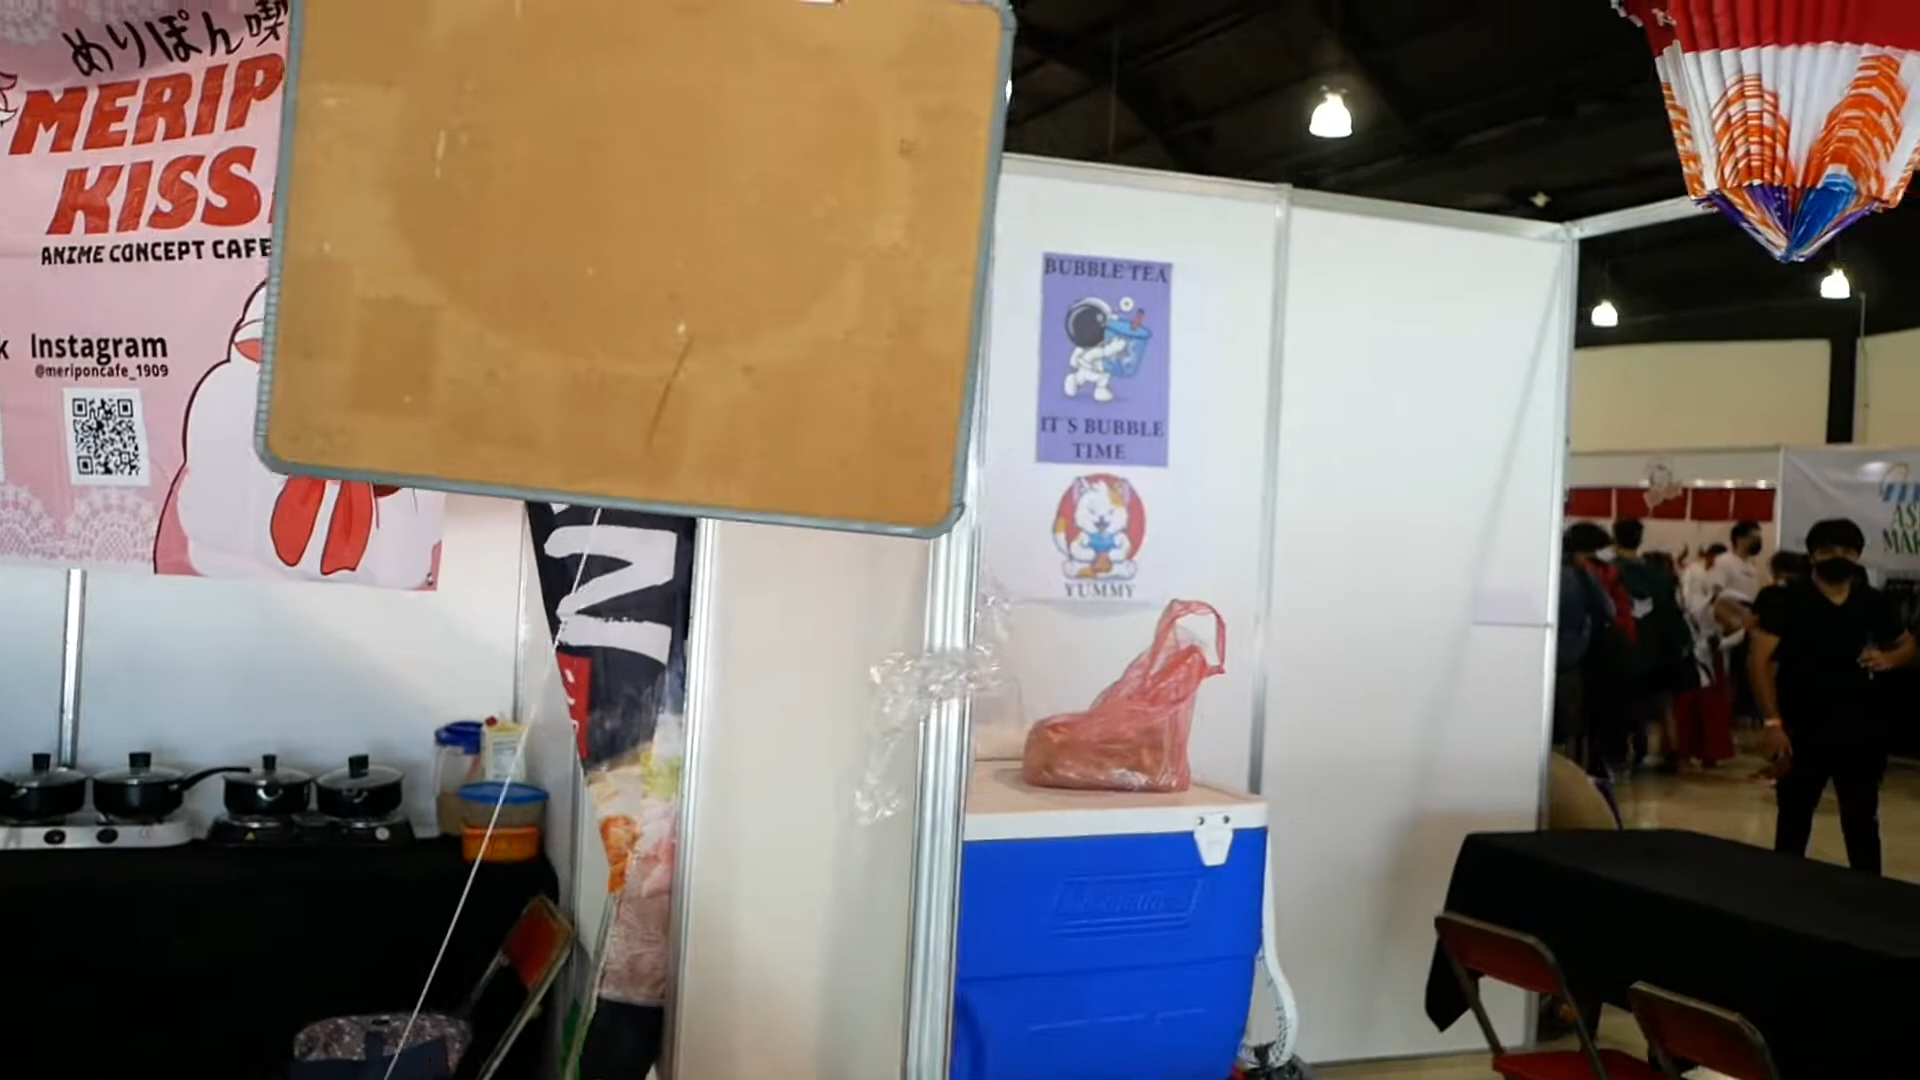 めりぽん喫
MERIP
KISS
ANIME CONCEPT CAFE
k Instagram
@meriponcafe_1909
BUBBLE TEA
IT´S BUBBLE
TIME
YUMMY